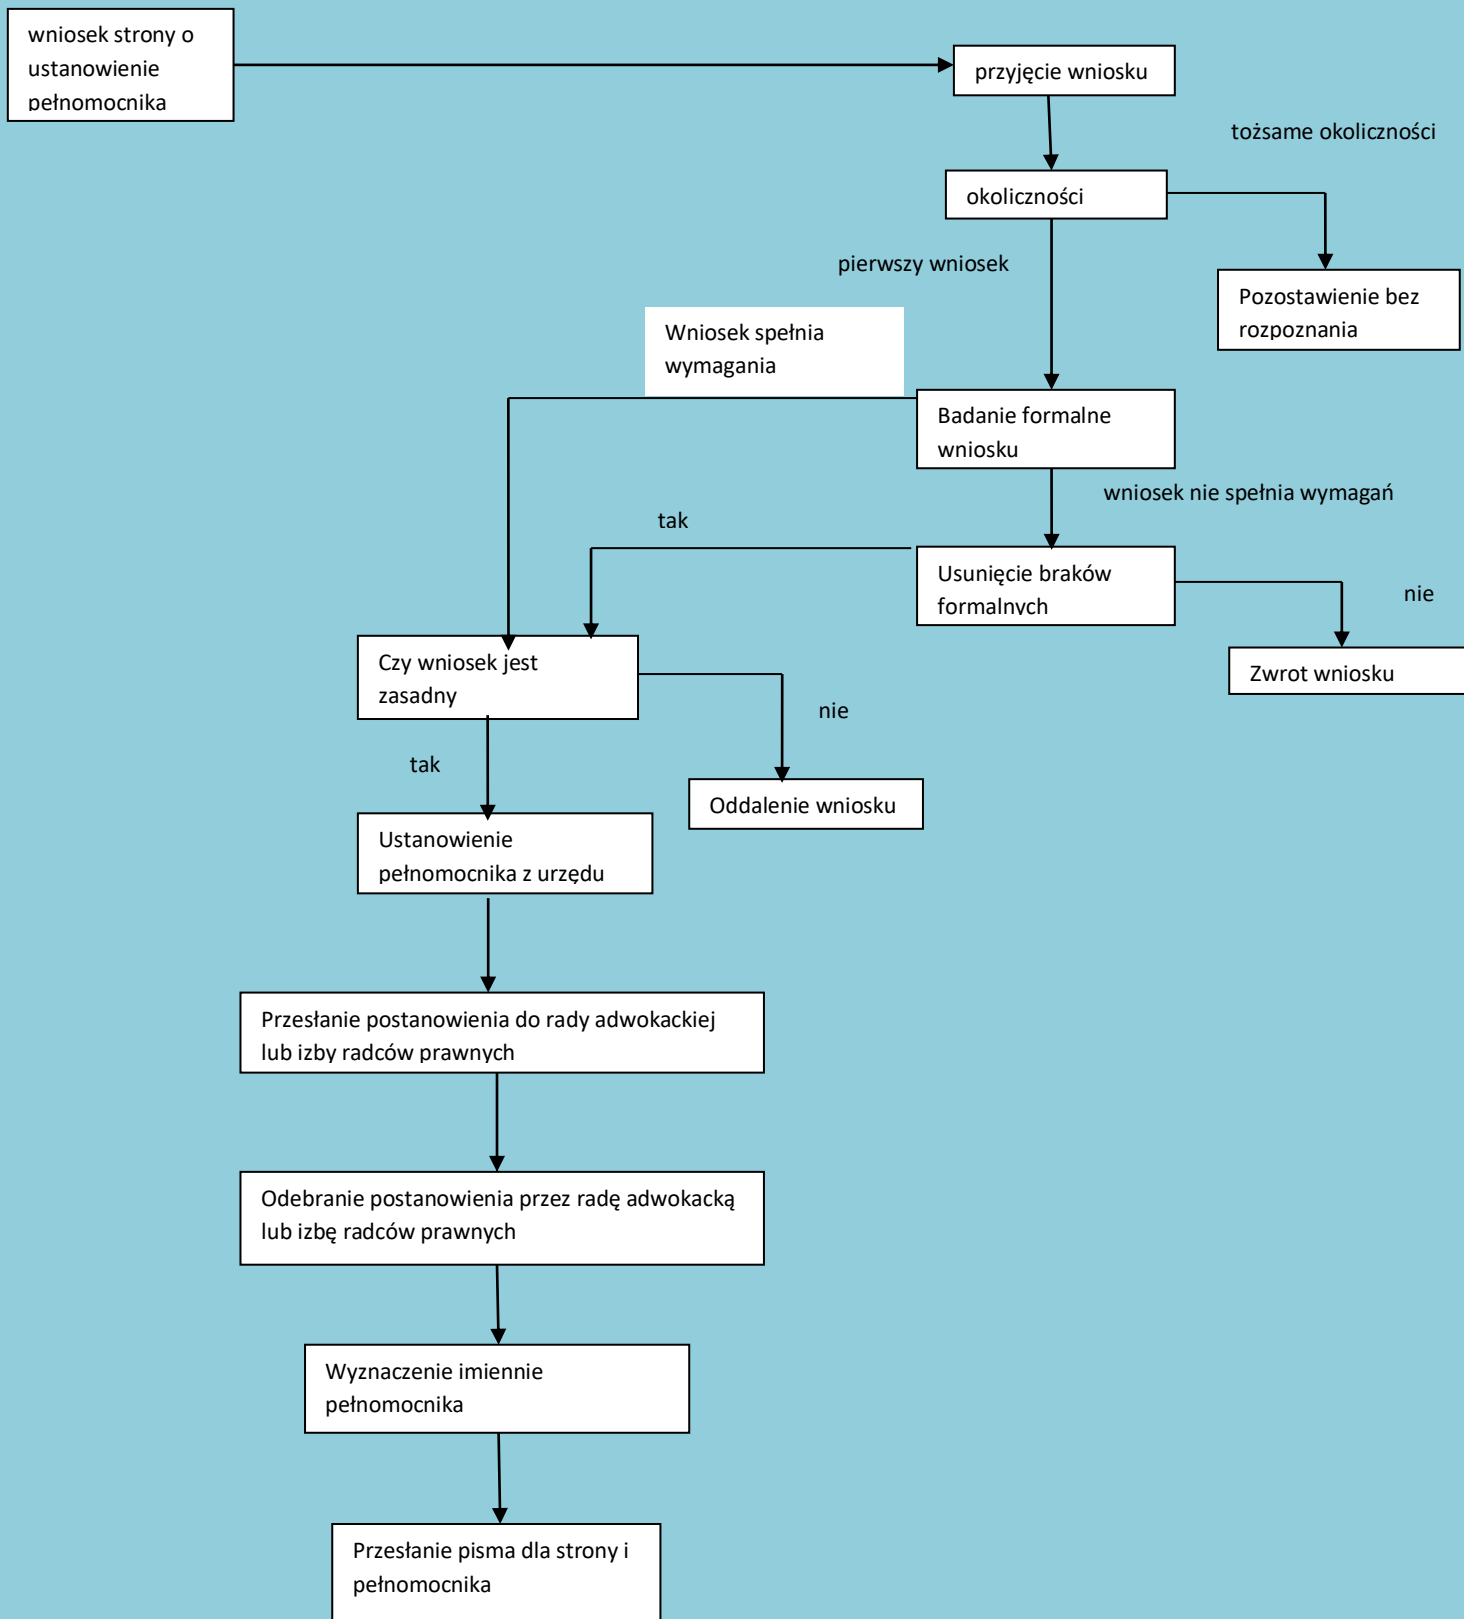 wniosek strony o
ustanowienie
pełnomocnika
przyjęcie wniosku
tożsame okoliczności
okoliczności
pierwszy wniosek
Pozostawienie bez
rozpoznania
Wniosek spełnia
wymagania
Badanie formalne
wniosku
wniosek nie spełnia wymagań
tak
Usunięcie braków
formalnych
nie
Czy wniosek jest
zasadny
Zwrot wniosku
nie
tak
Oddalenie wniosku
Ustanowienie
pełnomocnika z urzędu
Przesłanie postanowienia do rady adwokackiej
lub izby radców prawnych
Odebranie postanowienia przez radę adwokacką
lub izbę radców prawnych
Wyznaczenie imiennie
pełnomocnika
Przesłanie pisma dla strony i
pełnomocnika